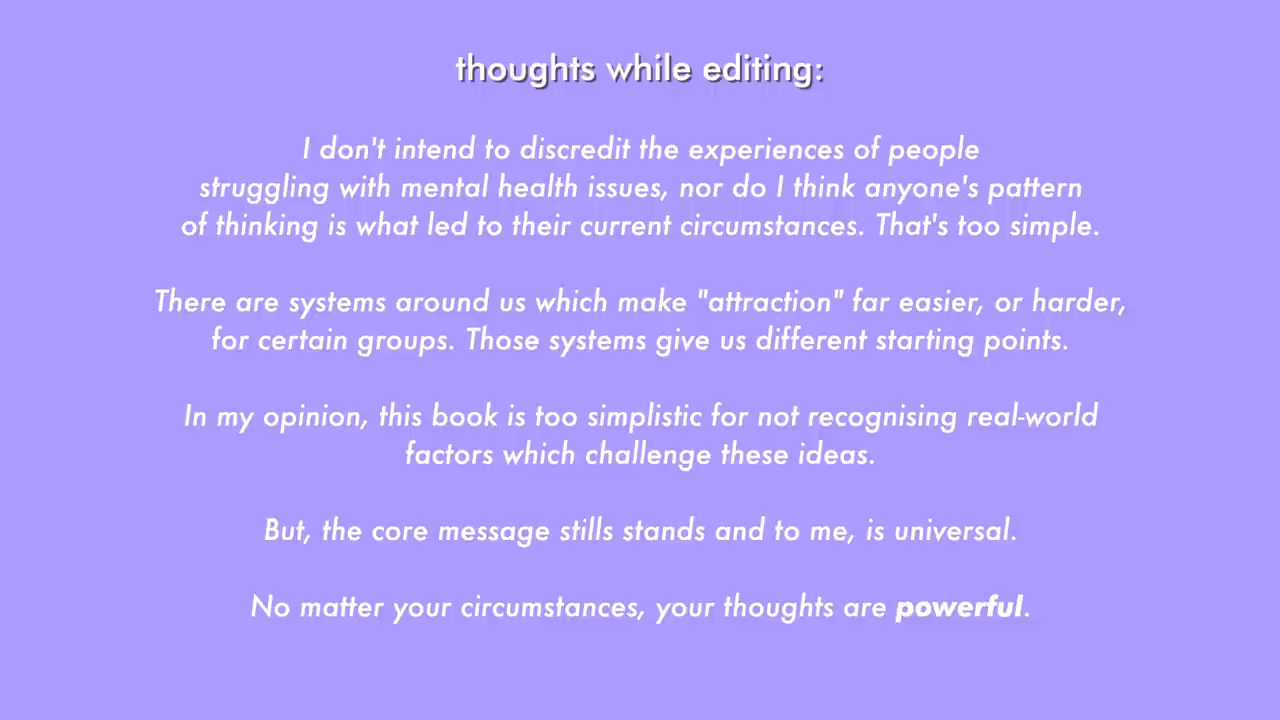 thoughts while editing:
I don't intend to discredit the experiences of people
struggling with mental health issues, nor do I think anyone's pattern
of thinking is what led to their current circumstances. That's too simple.
There are systems around us which make "attraction" far easier, or harder,
for certain groups. Those systems give us different starting points.
In my opinion, this book is too simplistic for not recognising real-world
factors which challenge these ideas.
But, the core message stills stands and to me, is universal.
No matter your circumstances, your thoughts are powerful.